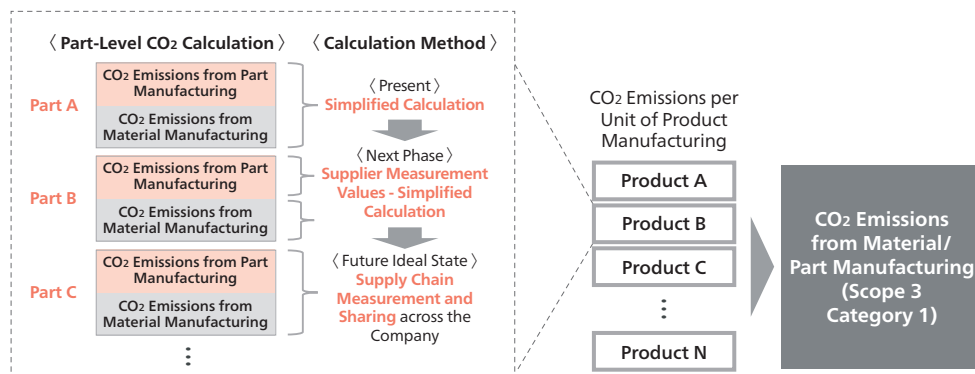 〈 Part-Level CO2 Calculation 〉
〈 Calculation Method 〉
Part A
CO2 Emissions from Part
Manufacturing
CO2 Emissions from
Material Manufacturing
〈 Present 〉
Simplified Calculation
Part B
CO2 Emissions from Part
Manufacturing
CO2 Emissions from
Material Manufacturing
〈 Next Phase 〉
Supplier Measurement
Values - Simplified
Calculation
Part C
CO2 Emissions from Part
Manufacturing
CO2 Emissions from
Material Manufacturing
〈 Future Ideal State 〉
Supply Chain
Measurement and
Sharing across the
Company
CO2 Emissions per
Unit of Product
Manufacturing
Product A
Product B
Product C
Product N
CO2 Emissions
from Material/
Part Manufacturing
(Scope 3
Category 1)